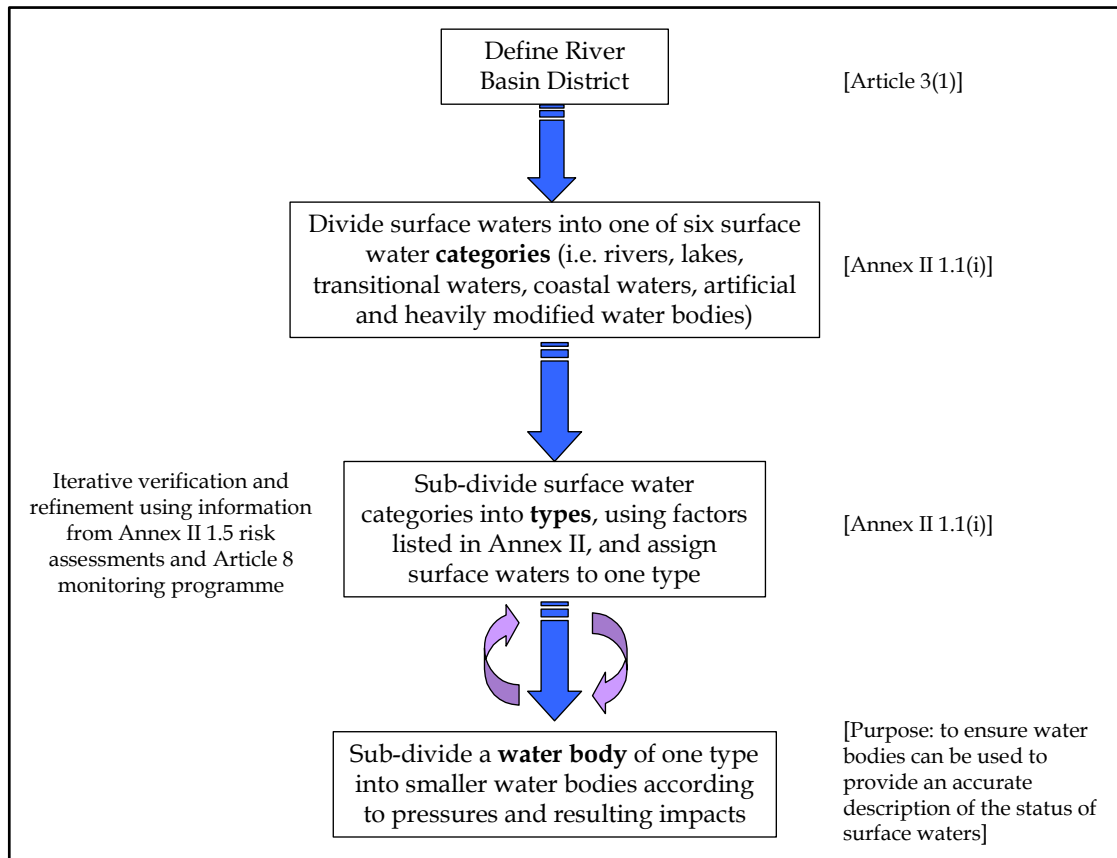 Define River
Basin District
[Article 3(1)]
Divide surface waters into one of six surface
water categories (i.e. rivers, lakes,
transitional waters, coastal waters, artificial
and heavily modified water bodies)
[Annex II 1.1(i)]
Iterative verification and
refinement using information
from Annex II 1.5 risk
assessments and Article 8
monitoring programme
Sub-divide surface water
categories into types, using factors
listed in Annex II, and assign
surface waters to one type
[Annex II 1.1(i)]
Sub-divide a water body of one type
into smaller water bodies according
to pressures and resulting impacts
[Purpose: to ensure water
bodies can be used to
provide an accurate
description of the status of
surface waters]